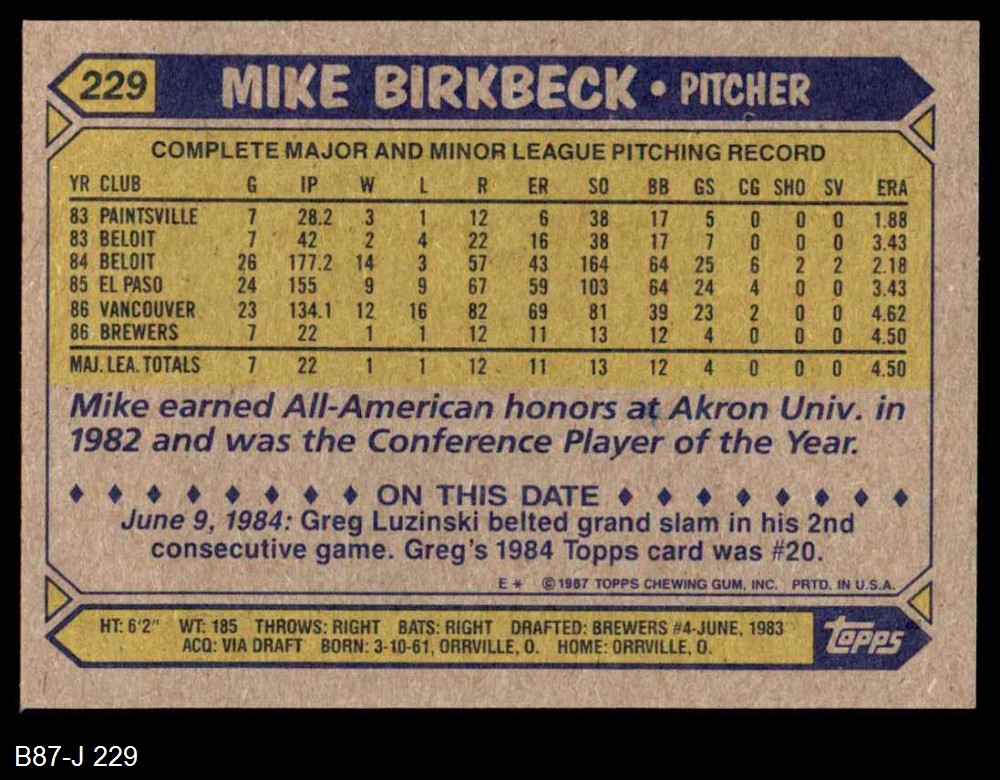 229 MIKE BIRKBECK • PITCHER
COMPLETE MAJOR AND MINOR LEAGUE PITCHING RECORD
YR CLUB G IP W L R ER SO BB GS CG SHO SV ERA
83 PAINTSVILLE 7 28.2 3 1 12 6 38 17 5 0 0 0 1.88
83 BELOIT 7 42 2 4 22 16 38 17 7 0 0 0 3.43
84 BELOIT 26 177.2 14 3 57 43 164 64 25 6 2 2 2.18
85 EL PASO 24 155 9 9 67 59 103 64 24 4 0 0 3.43
86 VANCOUVER 23 134.1 12 16 82 69 81 39 23 2 0 0 4.62
86 BREWERS 7 22 1 1 12 11 13 12 4 0 0 0 4.50
MAJ. LEA. TOTALS 7 22 1 1 12 11 13 12 4 0 0 0 4.50
Mike earned All-American honors at Akron Univ. in
1982 and was the Conference Player of the Year.
♦ ♦ ♦ ♦ ♦ ♦ ♦ ♦ ON THIS DATE ♦ ♦ ♦ ♦ ♦ ♦ ♦ ♦
June 9, 1984: Greg Luzinski belted grand slam in his 2nd
consecutive game. Greg's 1984 Topps card was #20.
E* ©1987 TOPPS CHEWING GUM, INC. PRTD. IN U.S.A.
HT: 6'2" WT: 185 THROWS: RIGHT BATS: RIGHT DRAFTED: BREWERS #4-JUNE, 1983
ACQ: VIA DRAFT BORN: 3-10-61, ORRVILLE, O. HOME: ORRVILLE, O.
topps
B87-J 229